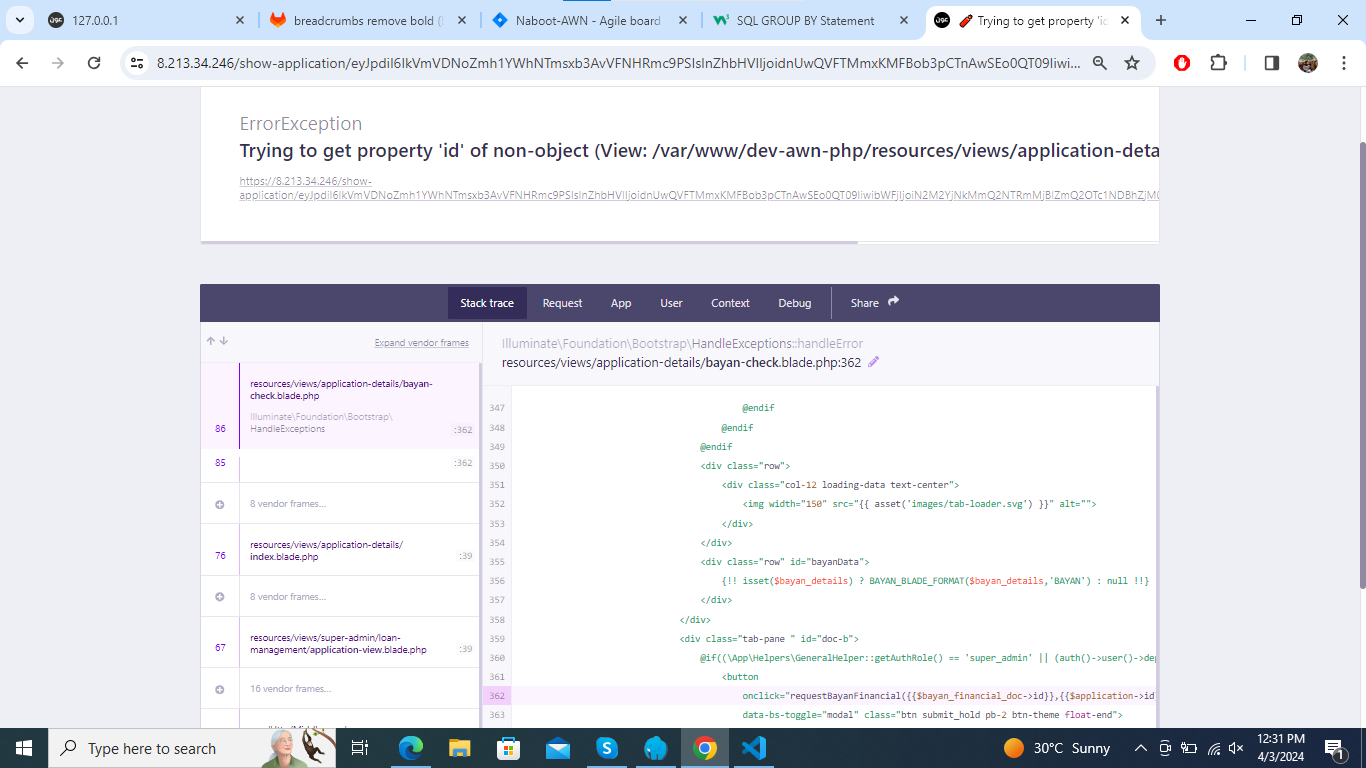 127.0.0.1
breadcrumbs remove bold (
Naboot-AWN - Agile board
SQL GROUP BY Statement
Trying to get property 'id
ErrorException
Trying to get property 'id' of non-object (View: /var/www/dev-awn-php/resources/views/application-deta
https://8.213.34.246/show-
Stack trace
Request
App
User
Context
Debug
Share
Expand vendor frames
Illuminate\Foundation\Bootstrap\HandleExceptions::handleError
resources/views/application-details/bayan-check.blade.php:362
86
resources/views/application-details/bayan-
check.blade.php
Illuminate\Foundation\Bootstrap\
HandleExceptions
:362
85
:362
8 vendor frames...
76
resources/views/application-details/
index.blade.php
:39
8 vendor frames...
67
resources/views/super-admin/loan-
management/application-view.blade.php
:39
16 vendor frames...
347 @endif
348 @endif
349 @endif
350 <div class="row">
351 <div class="col-12 loading-data text-center">
352 <img width="150" src="{{ asset('images/tab-loader.svg') }}" alt="">
353 </div>
354 </div>
355 <div class="row" id="bayanData">
356 {!! isset($bayan_details) ? BAYAN_BLADE_FORMAT($bayan_details,'BAYAN') : null !!}
357 </div>
358 </div>
359 <div class="tab-pane " id="doc-b">
360 @if((\App\Helpers\GeneralHelper::getAuthRole() == 'super_admin' || (auth()->user()->dep
361 <button
362 onclick="requestBayanFinancial({{$bayan_financial_doc->id}},{{$application->id
363 data-bs-toggle="modal" class="btn submit_hold pb-2 btn-theme float-end">
Type here to search
30°C Sunny
12:31 PM
4/3/2024
1